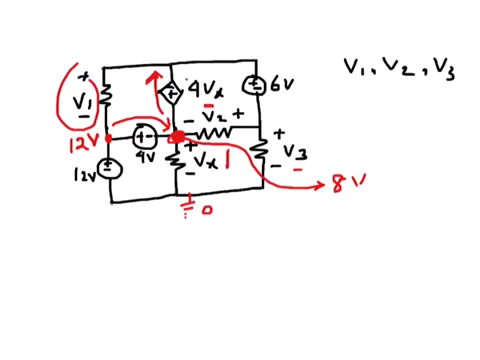 V1, V2, V3
+
V1
−
+
4Vx
+
−
6V
− V2 +
12V
+ −
4V
+
Vx
−
+
V3
−
+
−
12V
8V
0